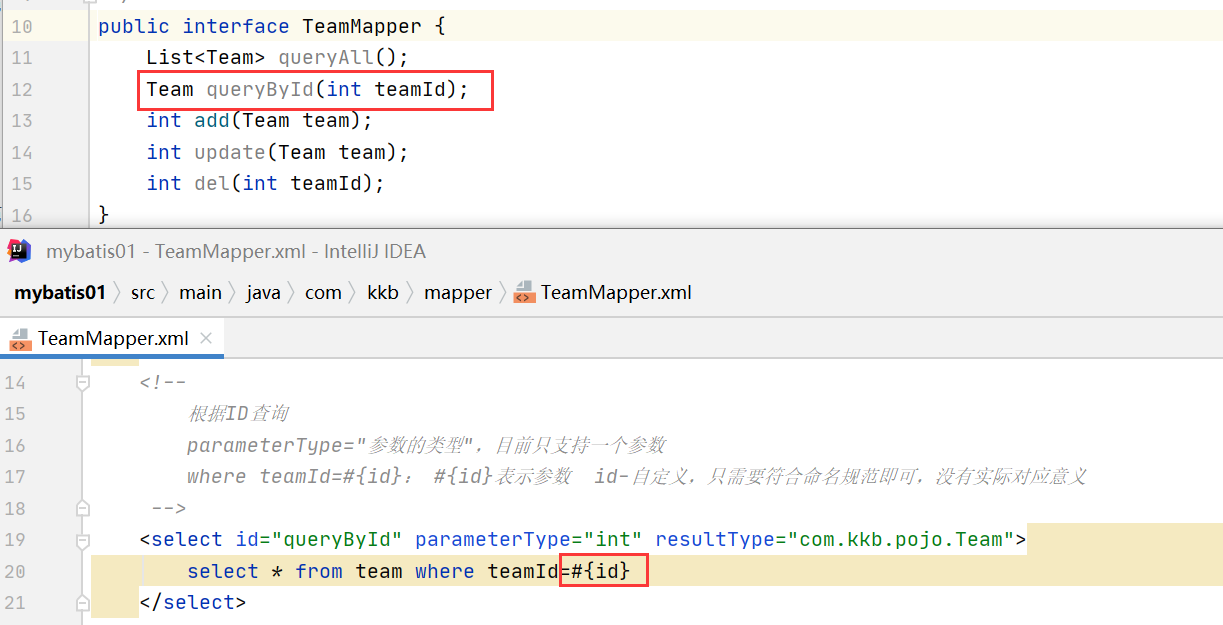 10 public interface TeamMapper {
11 List<Team> queryAll();
12 Team queryById(int teamId);
13 int add(Team team);
14 int update(Team team);
15 int del(int teamId);
16 }
mybatis01 - TeamMapper.xml - IntelliJ IDEA
mybatis01 〉 src 〉 main 〉 java 〉 com 〉 kkb 〉 mapper 〉 TeamMapper.xml
TeamMapper.xml ×
14 <!--
15 根据ID查询
16 parameterType="参数的类型", 目前只支持一个参数
17 where teamId=#{id}: #{id}表示参数 id-自定义, 只需要符合命名规范即可, 没有实际对应意义
18 -->
19 <select id="queryById" parameterType="int" resultType="com.kkb.pojo.Team">
20 select * from team where teamId=#{id}
21 </select>